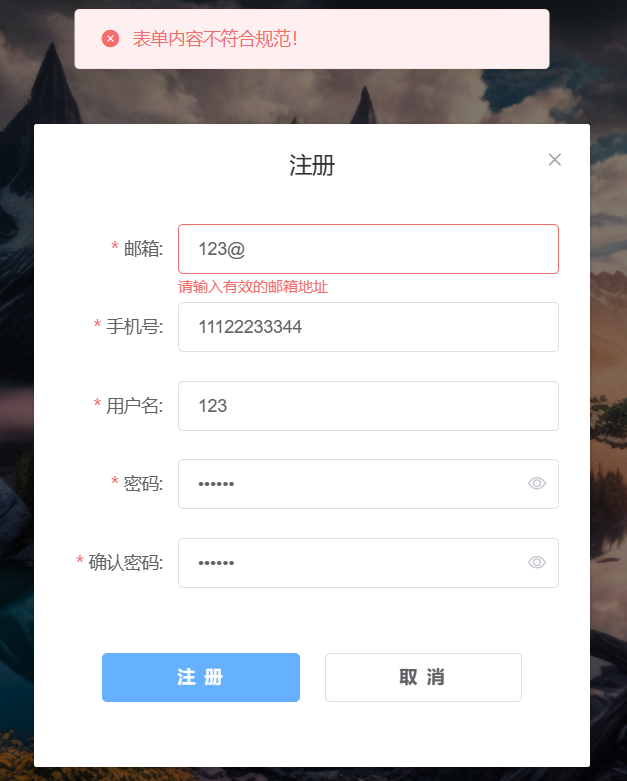 表单内容不符合规范!
注册
* 邮箱: 123@
请输入有效的邮箱地址
* 手机号: 11122233344
* 用户名: 123
* 密码: ••••••
* 确认密码: ••••••
注 册 取 消